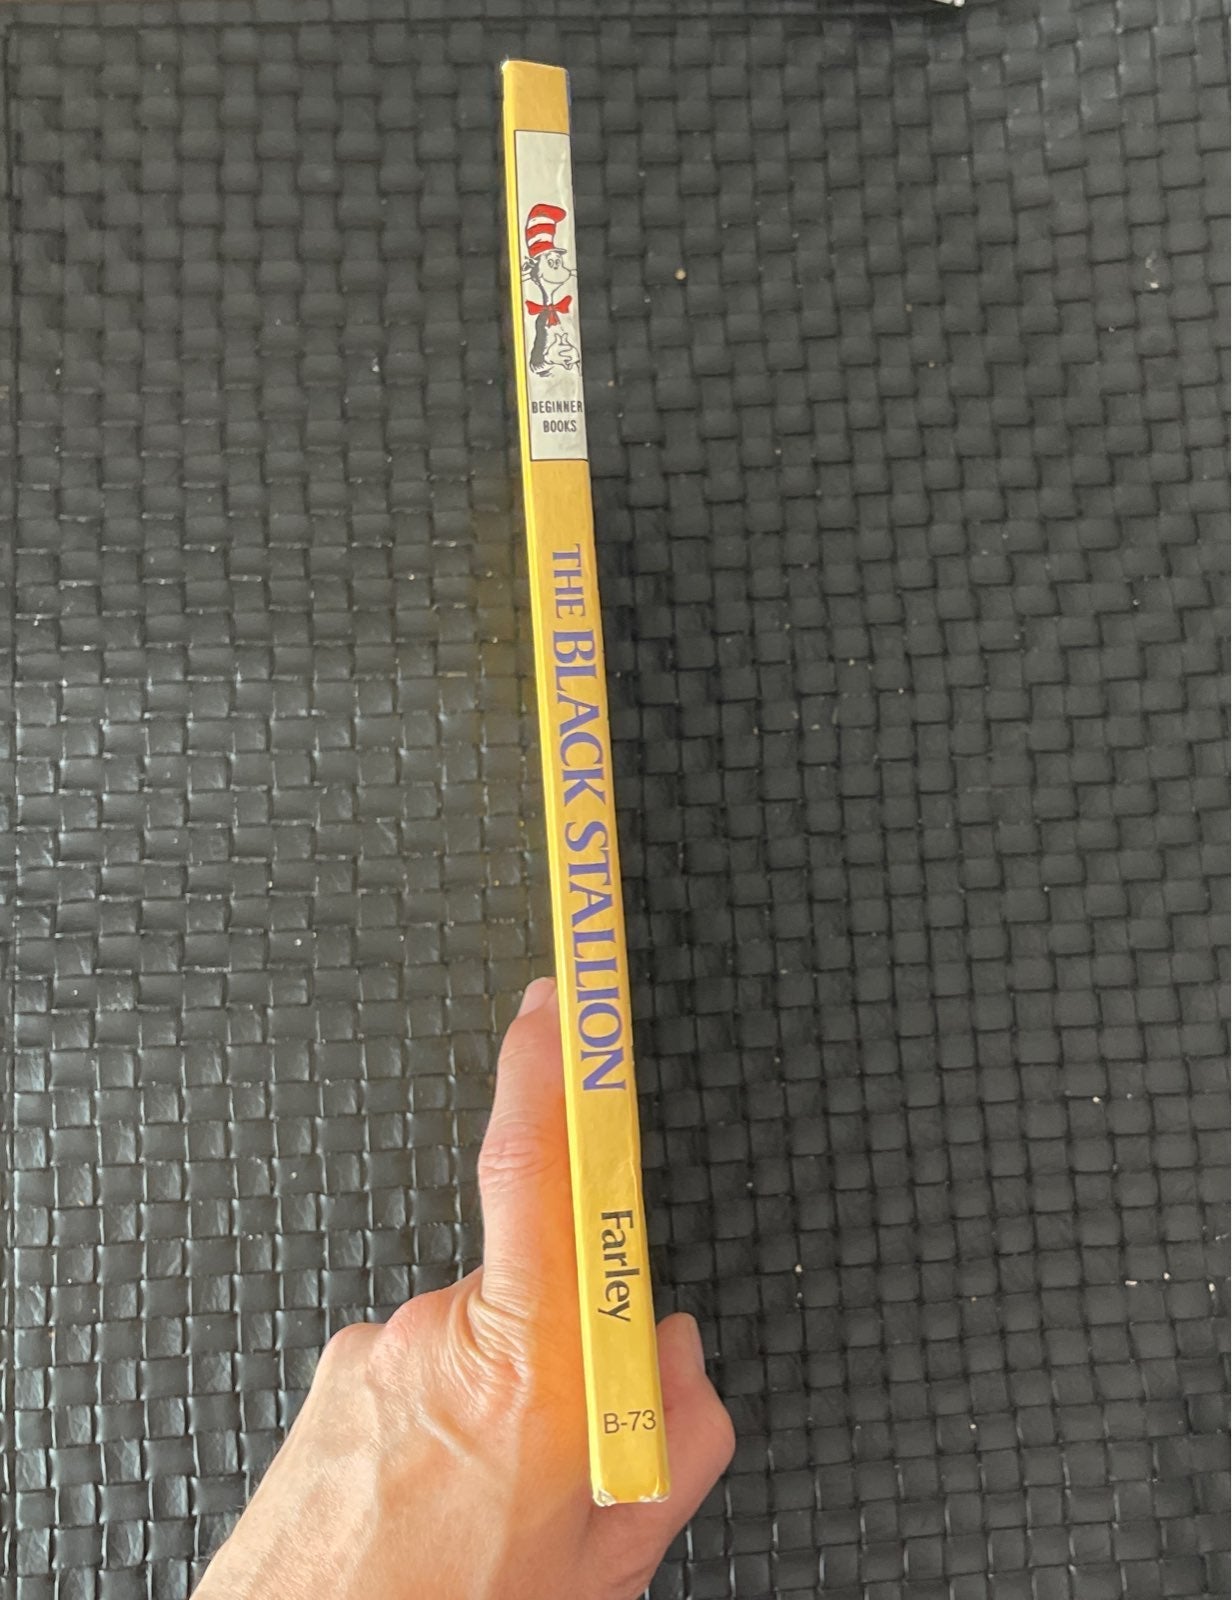 BEGINNER
BOOKS
THE BLACK STALLION
Farley
B-73